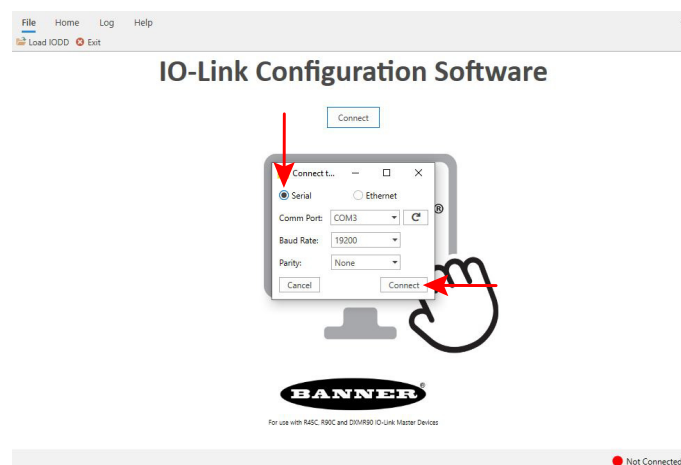 File Home Log Help
Load IODD Exit
IO-Link Configuration Software
Connect
Connect t...
Serial Ethernet
®
Comm Port: COM3
Baud Rate: 19200
Parity: None
Cancel Connect
BANNER®
For use with R45C, R90C and DXMR90 IO-Link Master Devices
Not Connected